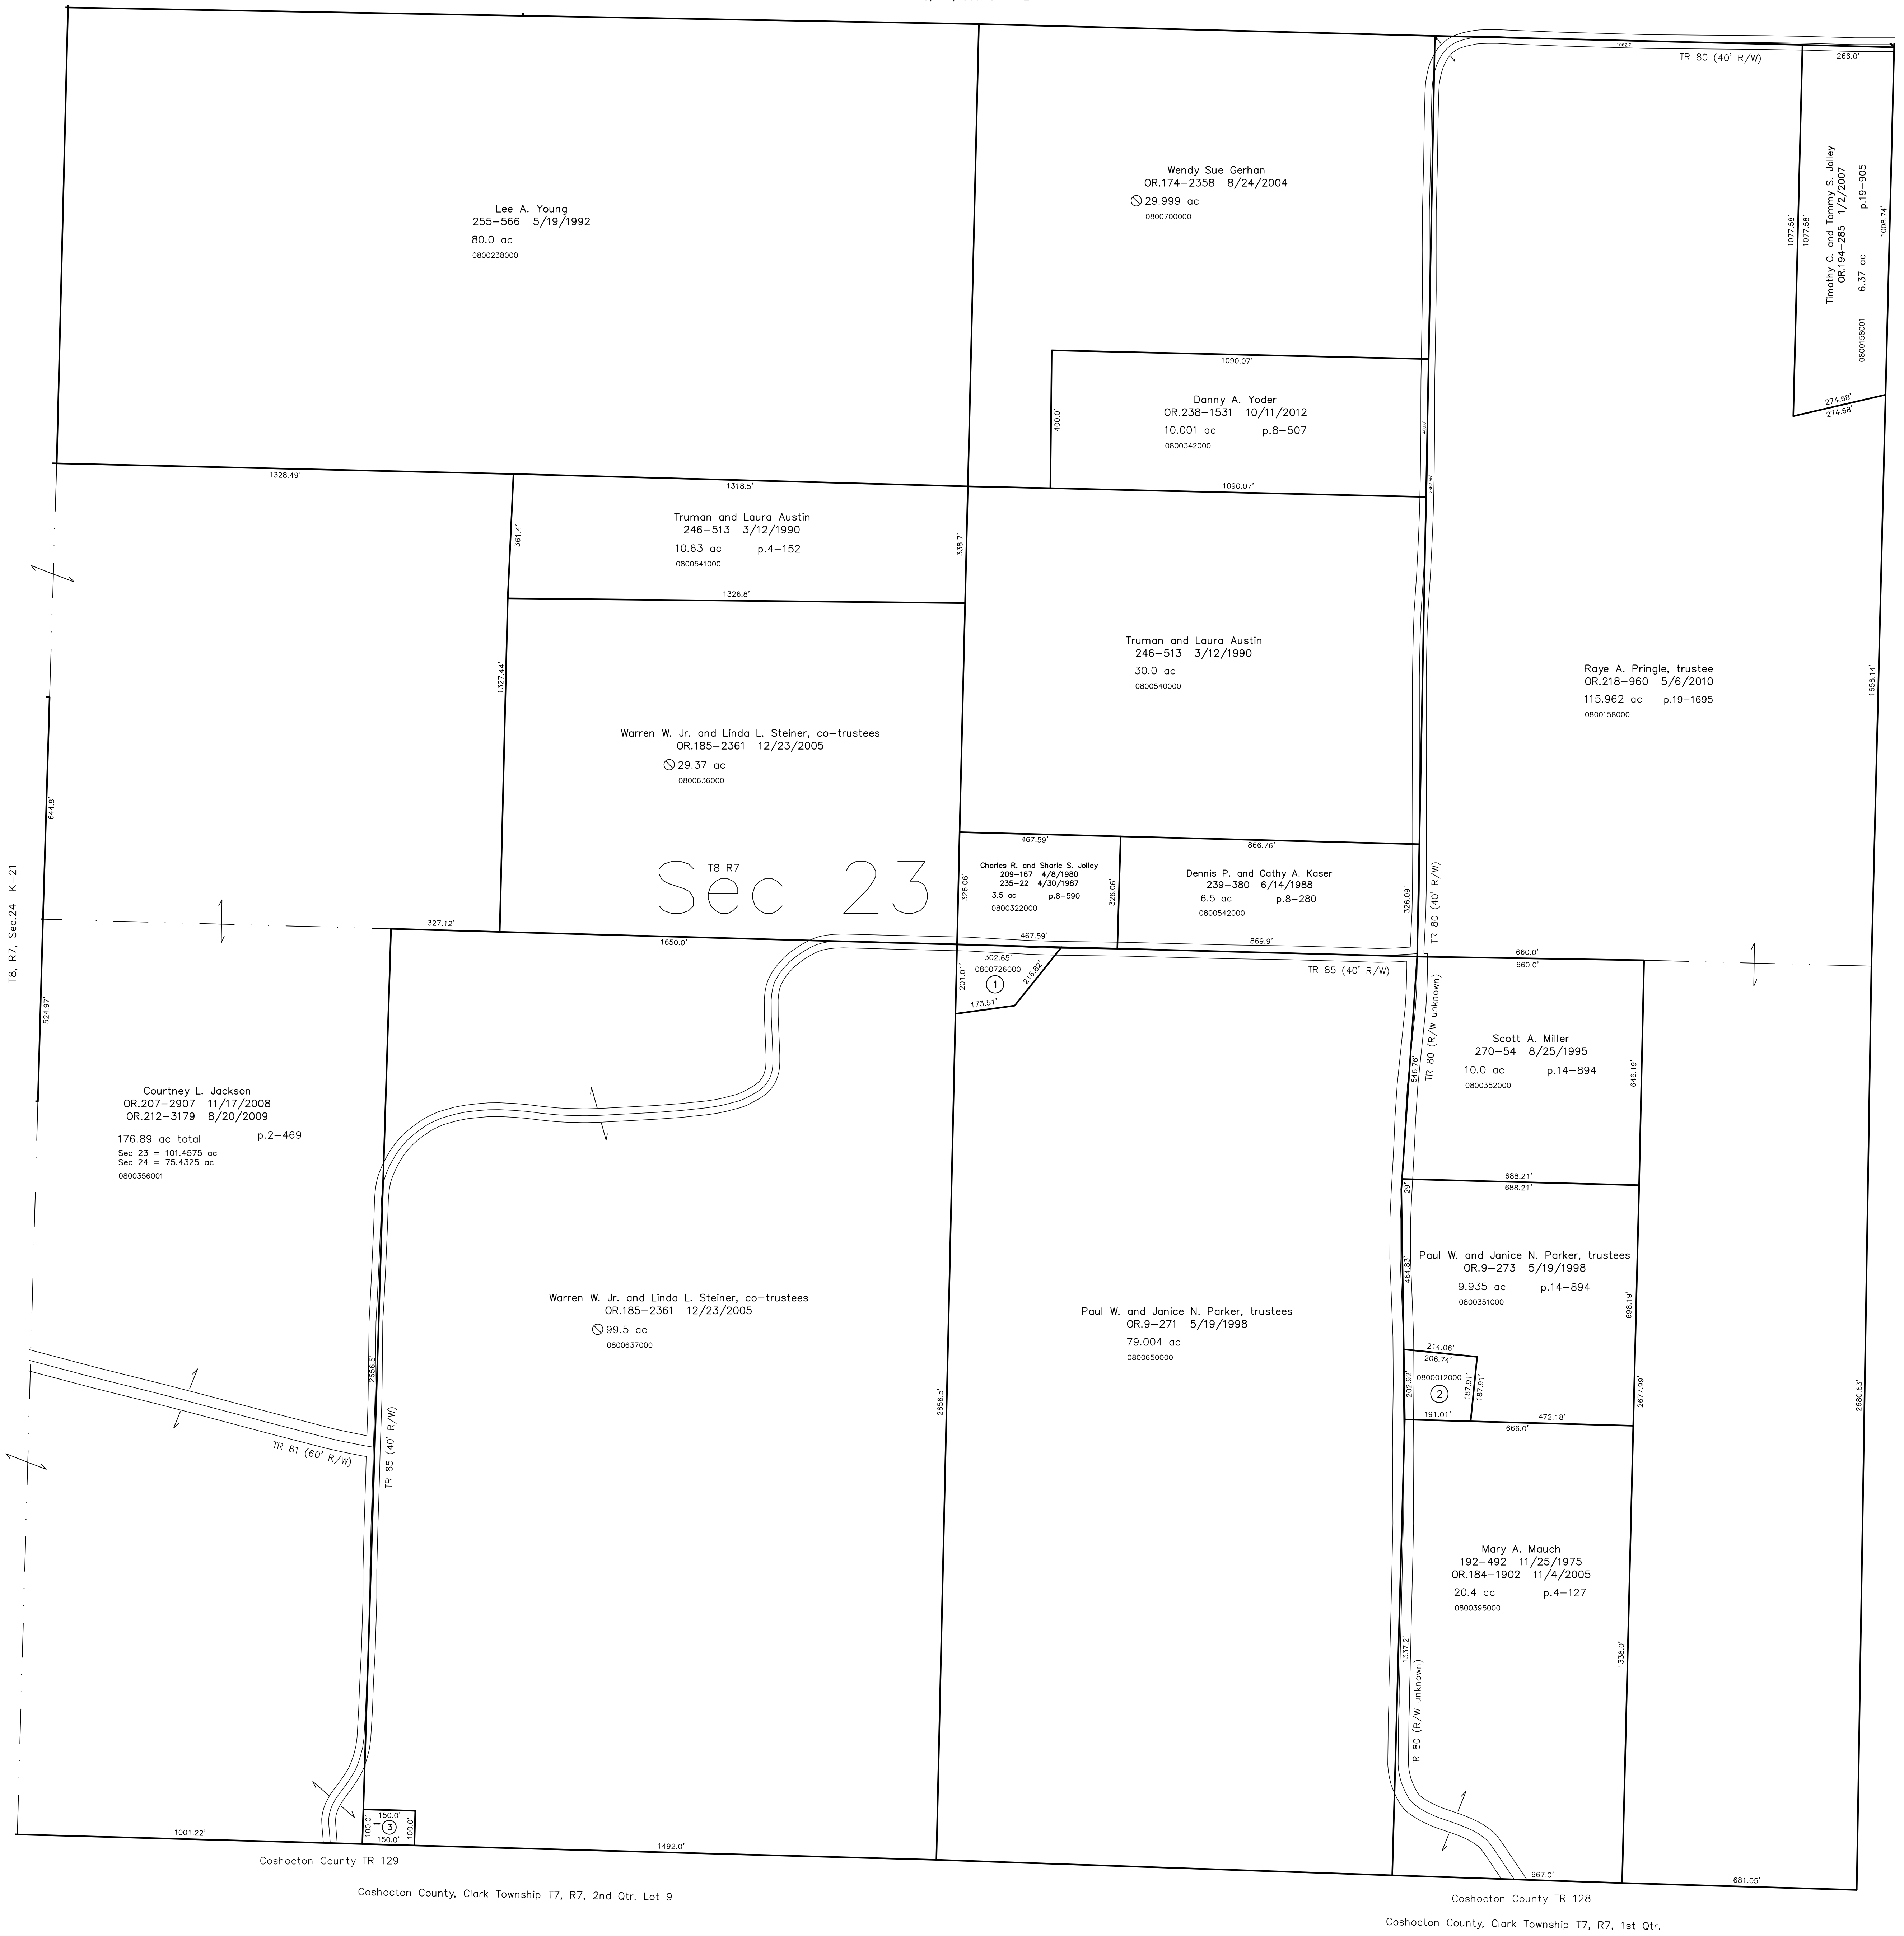 TR 80 (40' R/W)
1062.7'
266.0'
Lee A. Young
255-566 5/19/1992
80.0 ac
0800238000
Wendy Sue Gerhan
OR.174-2358 8/24/2004
29.999 ac
0800700000
Timothy C. and Tammy S. Jolley
OR.194-285 1/2/2007
6.37 ac p.19-905
0800158001
1077.58'
1077.58'
1008.74'
274.68'
274.68'
1090.07'
400.0'
Danny A. Yoder
OR.238-1531 10/11/2012
10.001 ac p.8-507
0800342000
400.0'
1090.07'
1328.49'
1318.5'
361.4'
Truman and Laura Austin
246-513 3/12/1990
10.63 ac p.4-152
0800541000
338.7'
1326.8'
1327.44'
Truman and Laura Austin
246-513 3/12/1990
30.0 ac
0800540000
Raye A. Pringle, trustee
OR.218-960 5/6/2010
115.962 ac p.19-1695
0800158000
1658.14'
Warren W. Jr. and Linda L. Steiner, co-trustees
OR.185-2361 12/23/2005
29.37 ac
0800636000
644.8'
T8, R7, Sec.24 K-21
524.97'
Sec 23
T8 R7
467.59'
866.76'
326.06'
Charles R. and Sharie S. Jolley
209-167 4/8/1980
235-22 4/30/1987
3.5 ac p.8-590
0800322000
326.06'
Dennis P. and Cathy A. Kaser
239-380 6/14/1988
6.5 ac p.8-280
0800542000
326.09'
TR 80 (40' R/W)
327.12'
1650.0'
467.59'
869.9'
660.0'
660.0'
302.65'
0800726000
1
201.01'
216.82'
173.51'
TR 85 (40' R/W)
TR 80 (R/W unknown)
646.76'
Scott A. Miller
270-54 8/25/1995
10.0 ac p.14-894
0800352000
646.19'
Courtney L. Jackson
OR.207-2907 11/17/2008
OR.212-3179 8/20/2009
176.89 ac total p.2-469
Sec 23 = 101.4575 ac
Sec 24 = 75.4325 ac
0800356001
688.21'
688.21'
29'
464.83'
Paul W. and Janice N. Parker, trustees
OR.9-273 5/19/1998
9.935 ac p.14-894
0800351000
698.19'
Warren W. Jr. and Linda L. Steiner, co-trustees
OR.185-2361 12/23/2005
99.5 ac
0800637000
Paul W. and Janice N. Parker, trustees
OR.9-271 5/19/1998
79.004 ac
0800650000
2656.5'
2656.5'
214.06'
206.74'
0800012000
2
202.92'
187.91'
187.91'
191.01'
472.18'
666.0'
2677.99'
2680.63'
TR 81 (60' R/W)
TR 85 (40' R/W)
Mary A. Mauch
192-492 11/25/1975
OR.184-1902 11/4/2005
20.4 ac p.4-127
0800395000
1337.2'
1338.0'
TR 80 (R/W unknown)
1001.22'
100.0'
150.0'
3
150.0'
100.0'
1492.0'
667.0'
681.05'
Coshocton County TR 129
Coshocton County, Clark Township T7, R7, 2nd Qtr. Lot 9
Coshocton County TR 128
Coshocton County, Clark Township T7, R7, 1st Qtr.